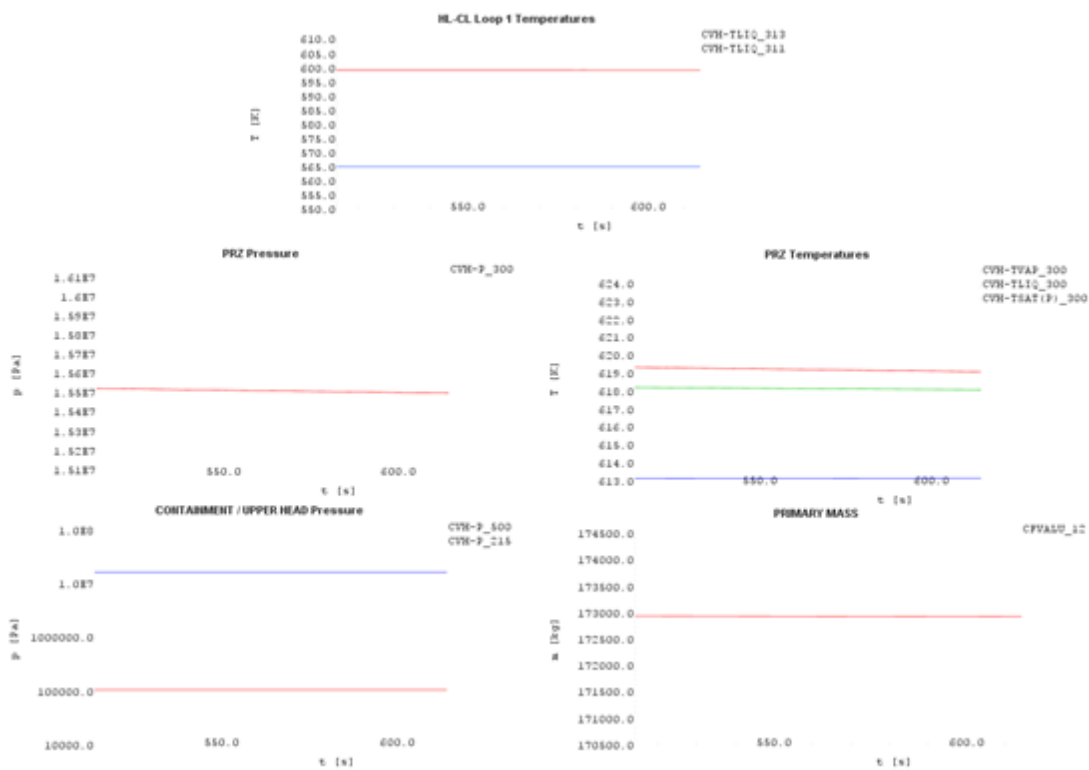 HL-CL Loop 1 Temperatures
CVH-TLIQ_313
CVH-TLIQ_311
610.0
605.0
600.0
595.0
590.0
585.0
580.0
575.0
570.0
565.0
560.0
555.0
550.0
T [K]
550.0 600.0
t [s]
PRZ Pressure
CVH-P_300
1.61E7
1.6E7
1.59E7
1.58E7
1.57E7
1.56E7
1.55E7
1.54E7
1.53E7
1.52E7
1.51E7
p [Pa]
550.0 600.0
t [s]
PRZ Temperatures
CVH-TVAP_300
CVH-TLIQ_300
CVH-TSAT(P)_300
624.0
623.0
622.0
621.0
620.0
619.0
618.0
617.0
616.0
615.0
614.0
613.0
T [K]
550.0 600.0
t [s]
CONTAINMENT / UPPER HEAD Pressure
CVH-P_500
CVH-P_215
1.0E8
1.0E7
1000000.0
100000.0
10000.0
p [Pa]
550.0 600.0
t [s]
PRIMARY MASS
CFVALU_12
174500.0
174000.0
173500.0
173000.0
172500.0
172000.0
171500.0
171000.0
170500.0
m [kg]
550.0 600.0
t [s]